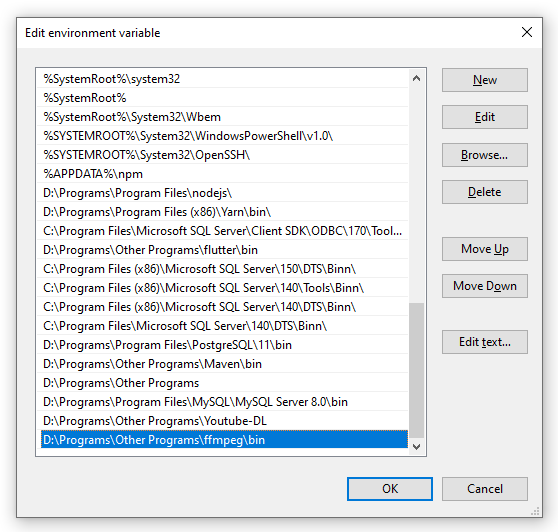 Edit environment variable
%SystemRoot%\system32
%SystemRoot%
%SystemRoot%\System32\Wbem
%SYSTEMROOT%\System32\WindowsPowerShell\v1.0\
%SYSTEMROOT%\System32\OpenSSH\
%APPDATA%\npm
D:\Programs\Program Files\nodejs\
D:\Programs\Program Files (x86)\Yarn\bin\
C:\Program Files\Microsoft SQL Server\Client SDK\ODBC\170\Tool...
D:\Programs\Other Programs\flutter\bin
C:\Program Files (x86)\Microsoft SQL Server\150\DTS\Binn\
C:\Program Files (x86)\Microsoft SQL Server\140\Tools\Binn\
C:\Program Files (x86)\Microsoft SQL Server\140\DTS\Binn\
C:\Program Files\Microsoft SQL Server\140\DTS\Binn\
D:\Programs\Program Files\PostgreSQL\11\bin
D:\Programs\Other Programs\Maven\bin
D:\Programs\Other Programs
D:\Programs\Program Files\MySQL\MySQL Server 8.0\bin
D:\Programs\Other Programs\Youtube-DL
D:\Programs\Other Programs\ffmpeg\bin
New
Edit
Browse...
Delete
Move Up
Move Down
Edit text...
OK
Cancel